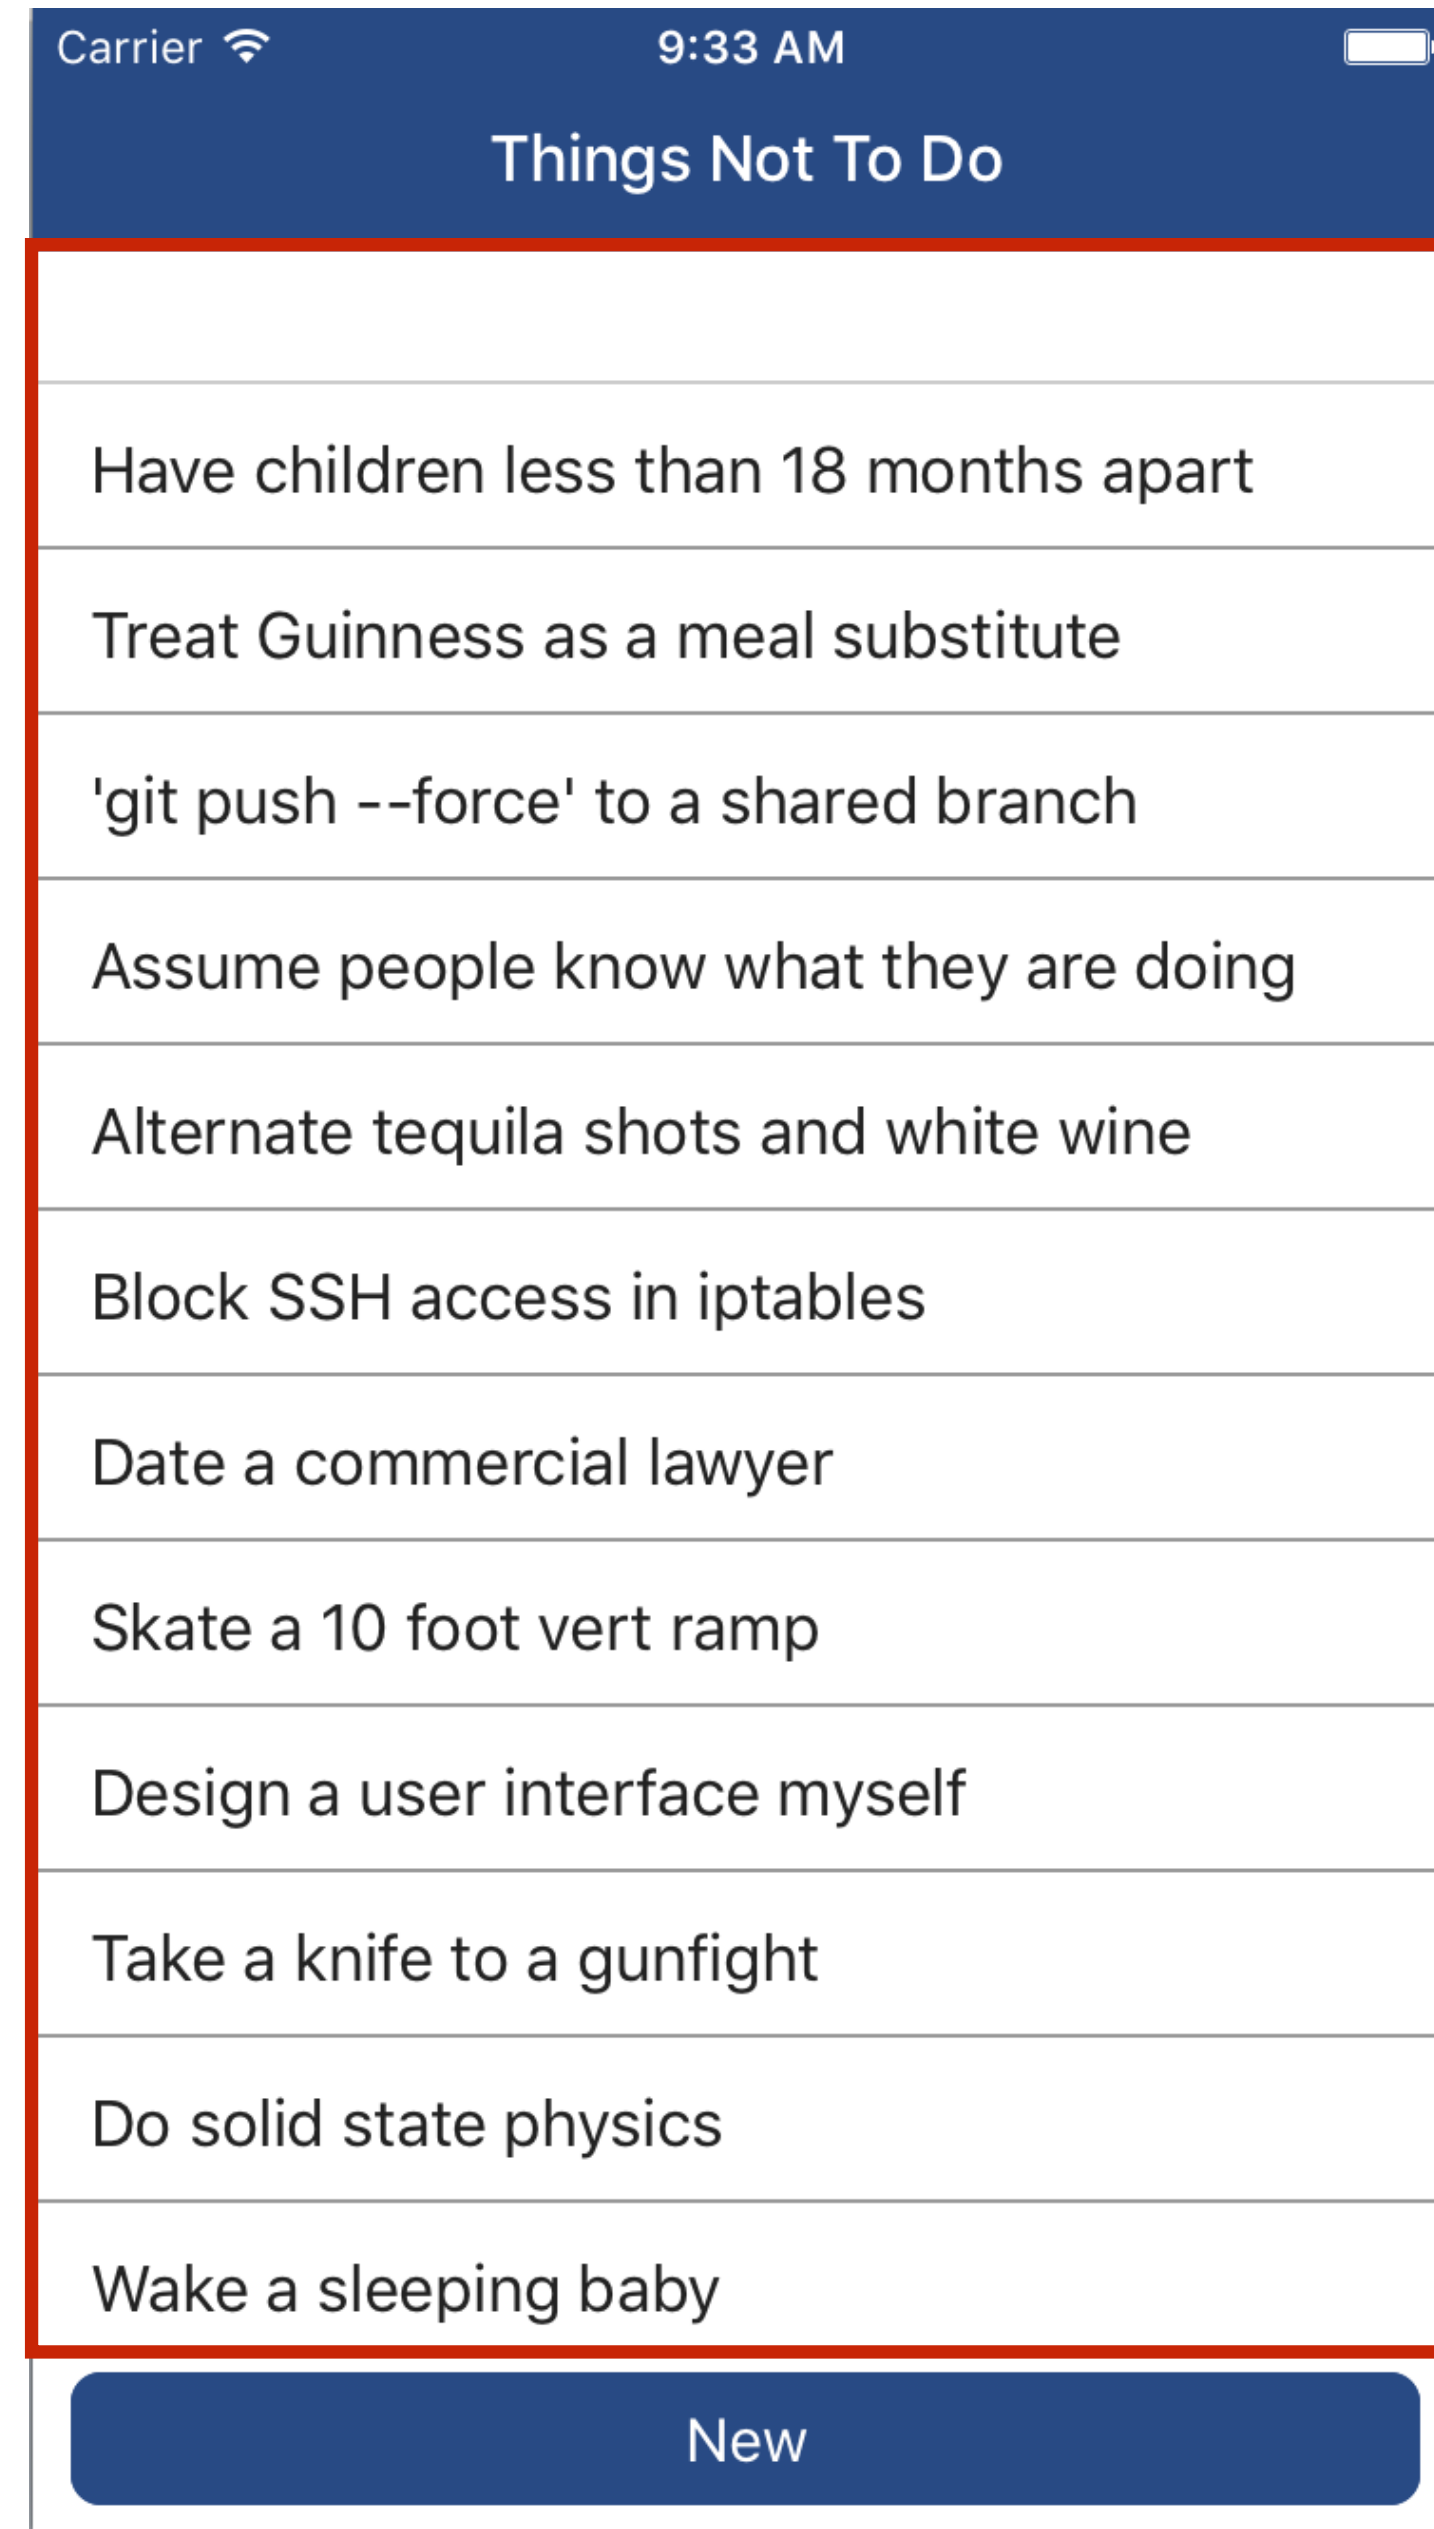 Carrier
9:33 AM
Things Not To Do
Have children less than 18 months apart
Treat Guinness as a meal substitute
'git push --force' to a shared branch
Assume people know what they are doing
Alternate tequila shots and white wine
Block SSH access in iptables
Date a commercial lawyer
Skate a 10 foot vert ramp
Design a user interface myself
Take a knife to a gunfight
Do solid state physics
Wake a sleeping baby
New